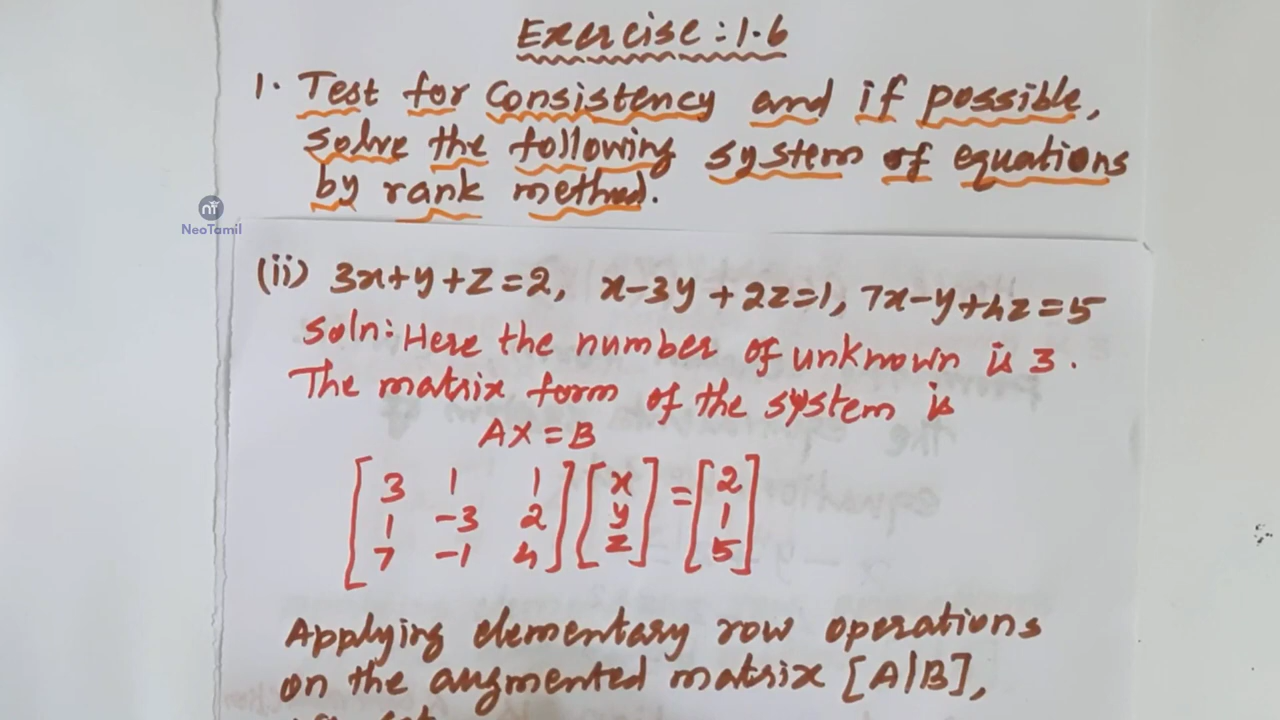 Exercise: 1.6
1. Test for Consistency and if possible,
solve the following system of equations
by rank method.
NT
NeoTamil
(ii) 3x+y+z=2, x-3y+2z=1, 7x-y+4z=5
Soln: Here the number of unknown is 3.
The matrix form of the system is
AX=B
[3 1 1] [x] = [2]
[1 -3 2] [y] [1]
[7 -1 4] [z] [5]
Applying elementary row operations
on the augmented matrix [A|B],